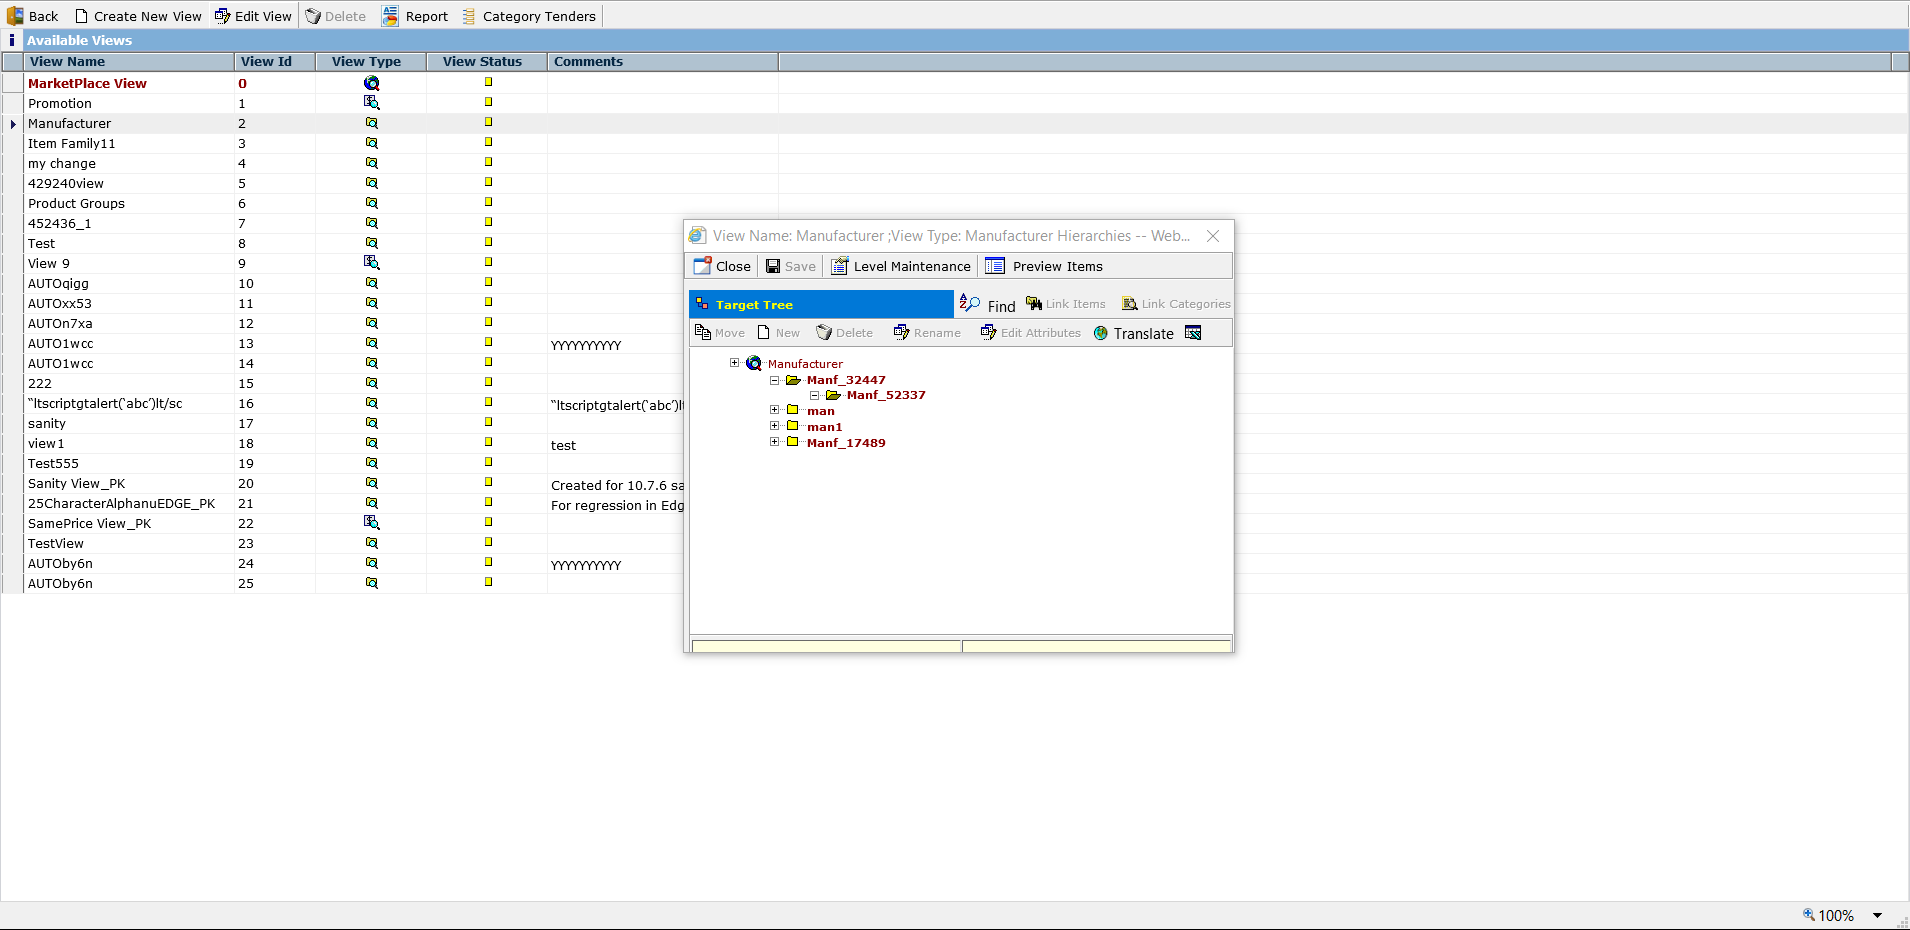 Back Create New View Edit View Delete Report Category Tenders
i Available Views
View Name View Id View Type View Status Comments
MarketPlace View 0
Promotion 1
Manufacturer 2
Item Family11 3
my change 4
429240view 5
Product Groups 6
452436_1 7
Test 8
View 9 9
AUTOqigg 10
AUTOxx53 11
AUTOn7xa 12
AUTO1wcc 13 YYYYYYYYYY
AUTO1wcc 14
222 15
“ltscriptgtalert(‘abc’)lt/sc 16 “ltscriptgtalert(‘abc’)lt
sanity 17
view1 18 test
Test555 19
Sanity View_PK 20 Created for 10.7.6 sa
25CharacterAlphanuEDGE_PK 21 For regression in Edg
SamePrice View_PK 22
TestView 23
AUTOby6n 24 YYYYYYYYYY
AUTOby6n 25
View Name: Manufacturer ;View Type: Manufacturer Hierarchies -- Web...
Close Save Level Maintenance Preview Items
Target Tree Find Link Items Link Categories
Move New Delete Rename Edit Attributes Translate
Manufacturer
Manf_32447
Manf_52337
man
man1
Manf_17489
100%